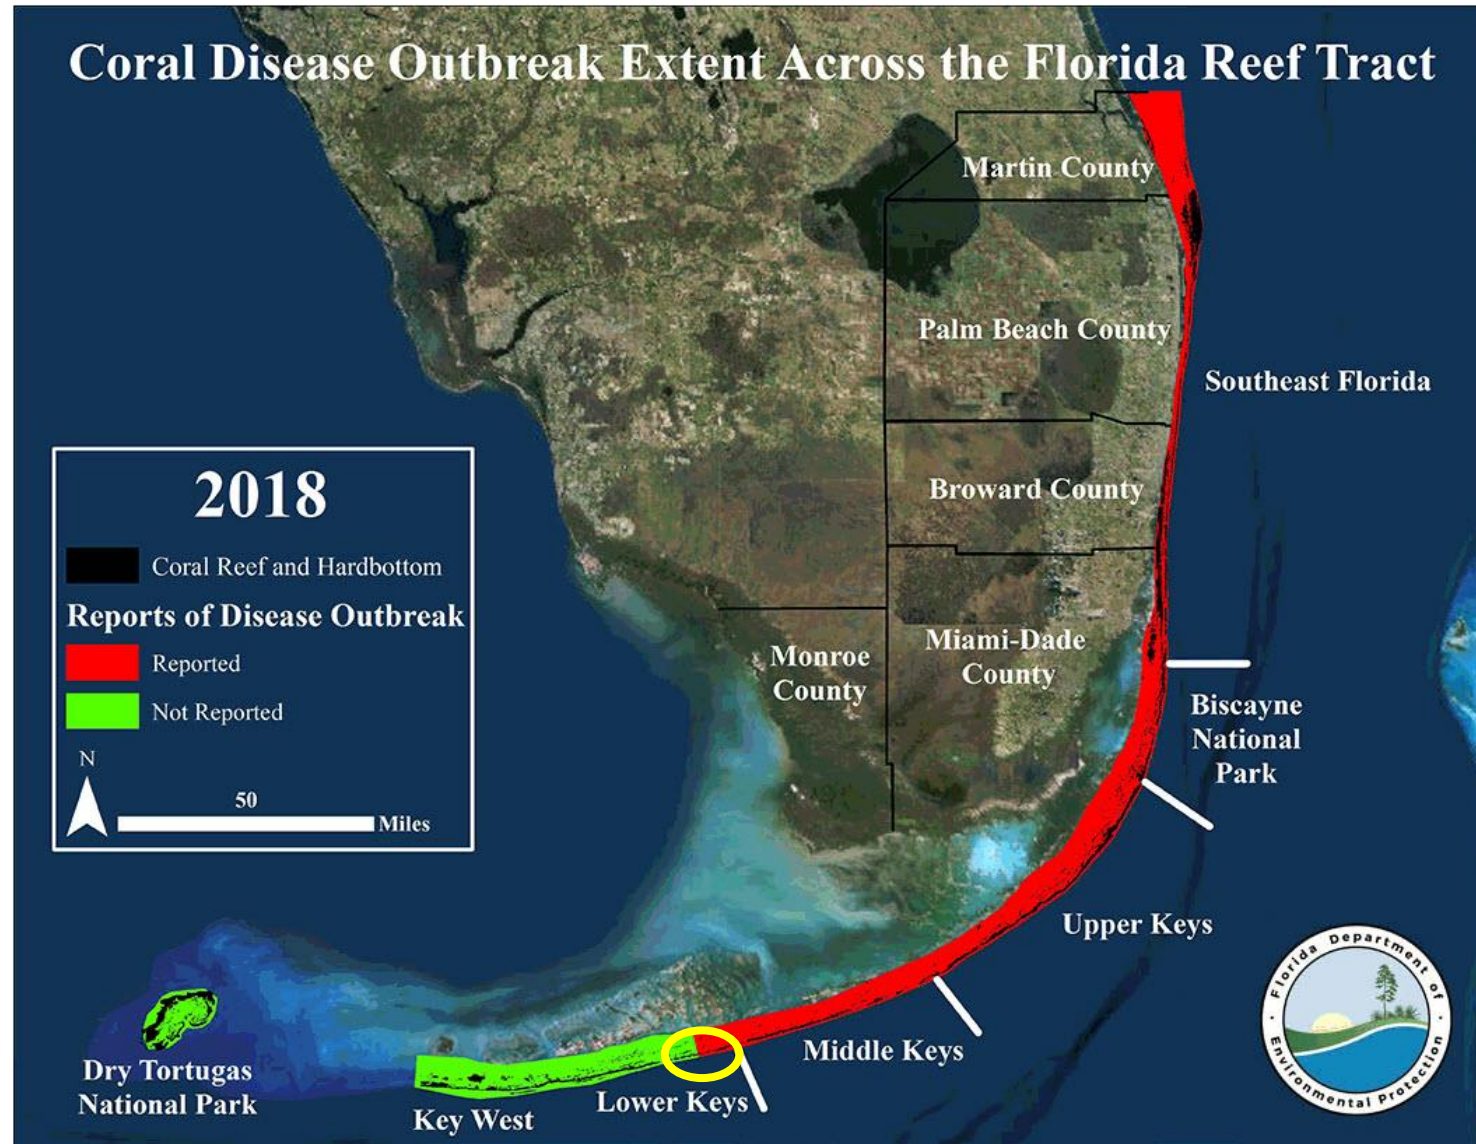 Coral Disease Outbreak Extent Across the Florida Reef Tract
Martin County
Palm Beach County
Southeast Florida
Broward County
Miami-Dade
County
Monroe
County
Biscayne
National
Park
Upper Keys
Middle Keys
Lower Keys
Key West
Dry Tortugas
National Park
2018
Coral Reef and Hardbottom
Reports of Disease Outbreak
Reported
Not Reported
N
50
Miles
Florida Department of
Environmental Protection